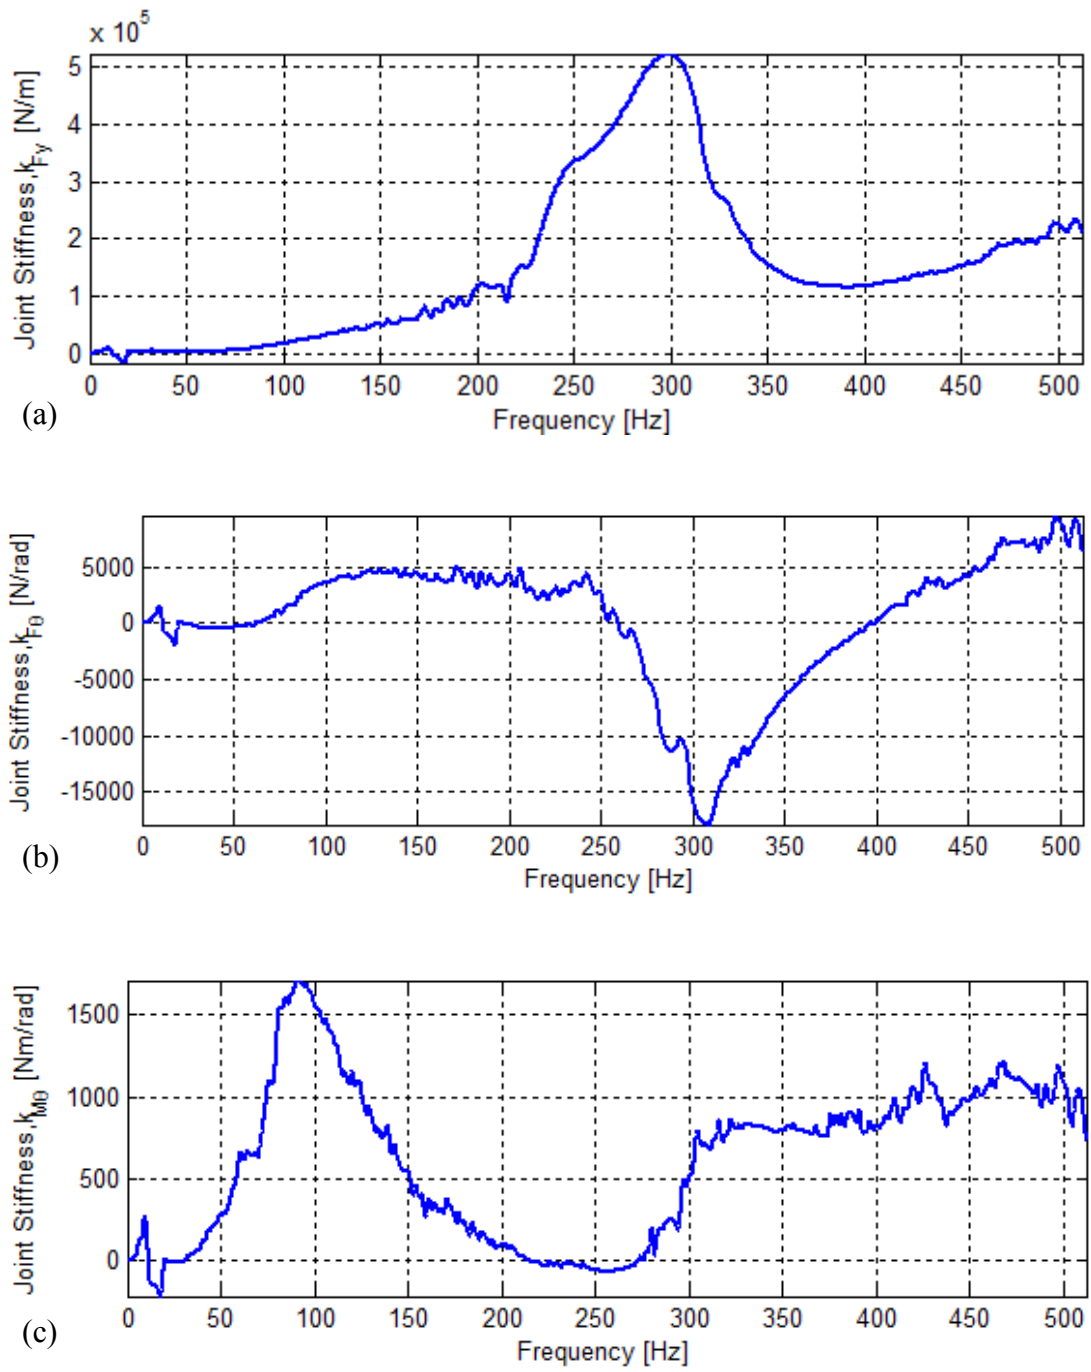 x 10^5
5
4
3
2
1
0
Joint Stiffness,k_Fy [N/m]
0 50 100 150 200 250 300 350 400 450 500
Frequency [Hz]
(a)
5000
0
-5000
-10000
-15000
Joint Stiffness,k_Fθ [N/rad]
0 50 100 150 200 250 300 350 400 450 500
Frequency [Hz]
(b)
1500
1000
500
0
Joint Stiffness,k_Mθ [Nm/rad]
0 50 100 150 200 250 300 350 400 450 500
Frequency [Hz]
(c)